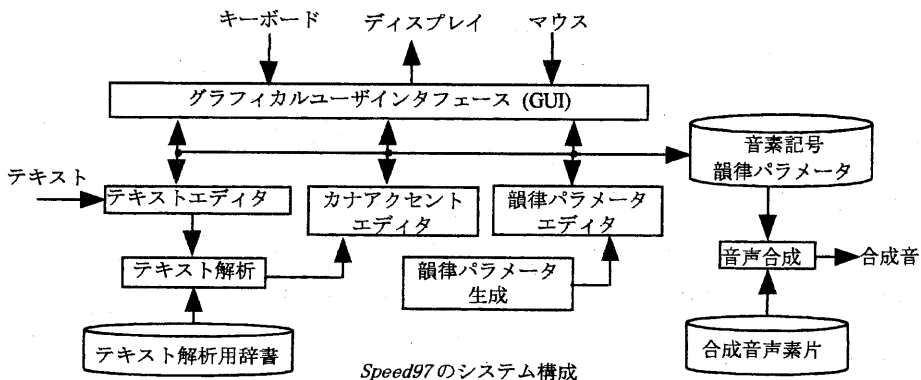 キーボード
ディスプレイ
マウス
グラフィカルユーザインタフェース (GUI)
音素記号
韻律パラメータ
テキスト
テキストエディタ
カナアクセント
エディタ
韻律パラメータ
エディタ
テキスト解析
韻律パラメータ
生成
音声合成
合成音
テキスト解析用辞書
合成音声素片
Speed97のシステム構成